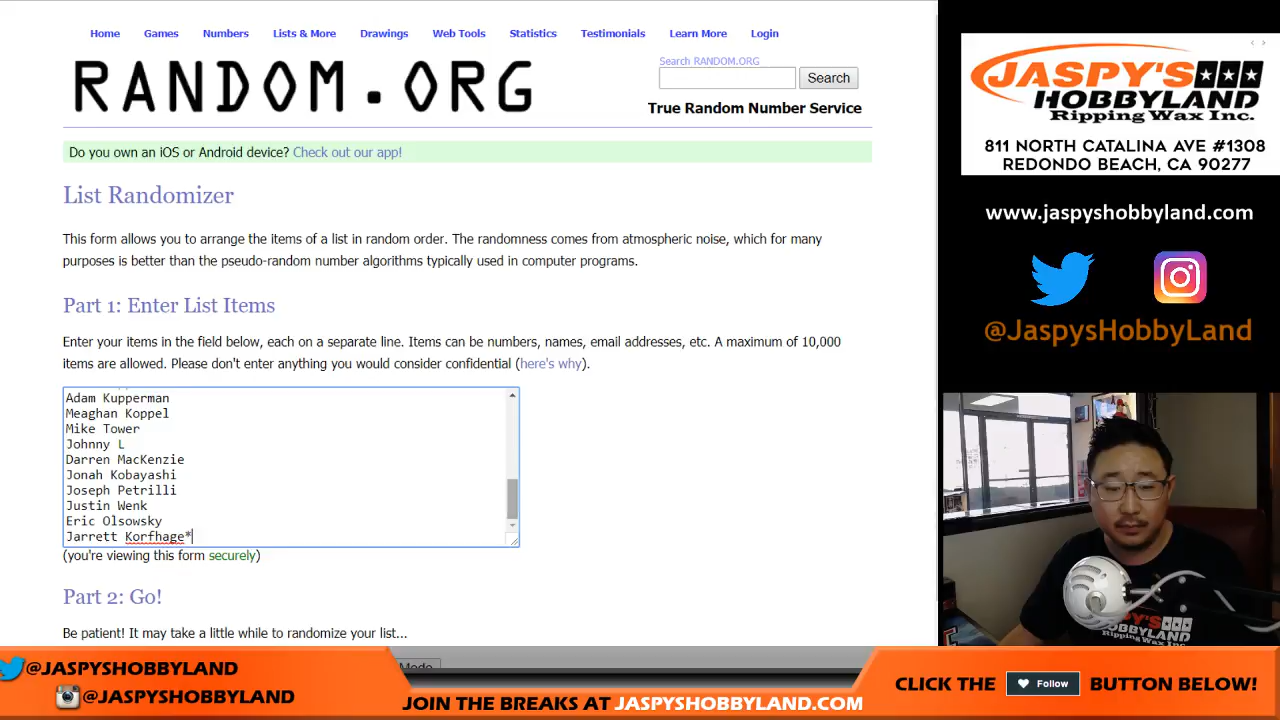 Home Games Numbers Lists & More Drawings Web Tools Statistics Testimonials Learn More Login
RANDOM.ORG
Search RANDOM.ORG
Search
True Random Number Service
Do you own an iOS or Android device? Check out our app!
List Randomizer
This form allows you to arrange the items of a list in random order. The randomness comes from atmospheric noise, which for many
purposes is better than the pseudo-random number algorithms typically used in computer programs.
Part 1: Enter List Items
Enter your items in the field below, each on a separate line. Items can be numbers, names, email addresses, etc. A maximum of 10,000
items are allowed. Please don't enter anything you would consider confidential (here's why).
Adam Kupperman
Meaghan Koppel
Mike Tower
Johnny L
Darren MacKenzie
Jonah Kobayashi
Joseph Petrilli
Justin Wenk
Eric Olsowsky
Jarrett Korfhage*
(you're viewing this form securely)
Part 2: Go!
Be patient! It may take a little while to randomize your list...
Mode
JASPY'S
HOBBYLAND
Ripping Wax Inc.
811 NORTH CATALINA AVE #1308
REDONDO BEACH, CA 90277
www.jaspyshobbyland.com
@JaspysHobbyLand
JASPY'S
HOBBYLAND
Ripping Wax Inc.
@JASPYSHOBBYLAND
@JASPYSHOBBYLAND
JOIN THE BREAKS AT JASPYSHOBBYLAND.COM
CLICK THE Follow BUTTON BELOW!